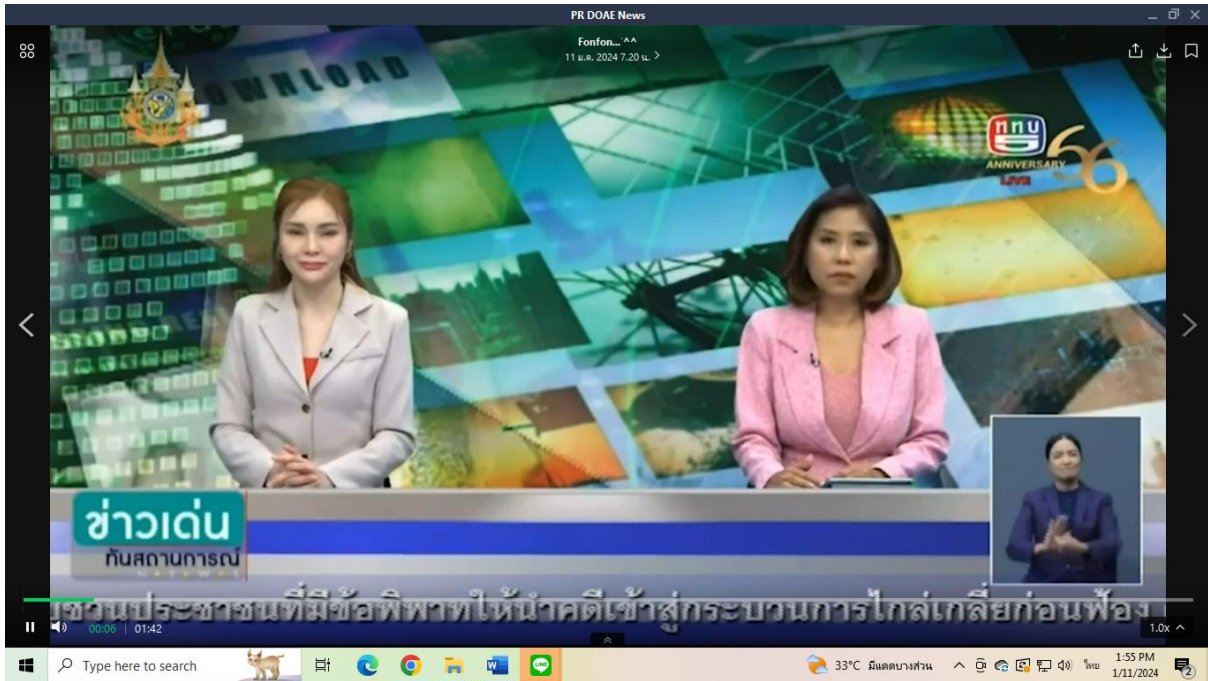 PR DOAE News
Fonfon...´^^
11 ม.ค. 2024 7.20 น.
DOWNLOAD
ททบ
5
ANNIVERSARY 66
LIVE
ข่าวเด่น
ทันสถานการณ์
NEWS
ประชาชนที่มีข้อพิพาทให้นำคดีเข้าสู่กระบวนการไกล่เกลี่ยก่อนฟ้อง
00:06 | 01:42
1.0x
Type here to search
33°C มีแดดบางส่วน
ไทย
1:55 PM
1/11/2024
2